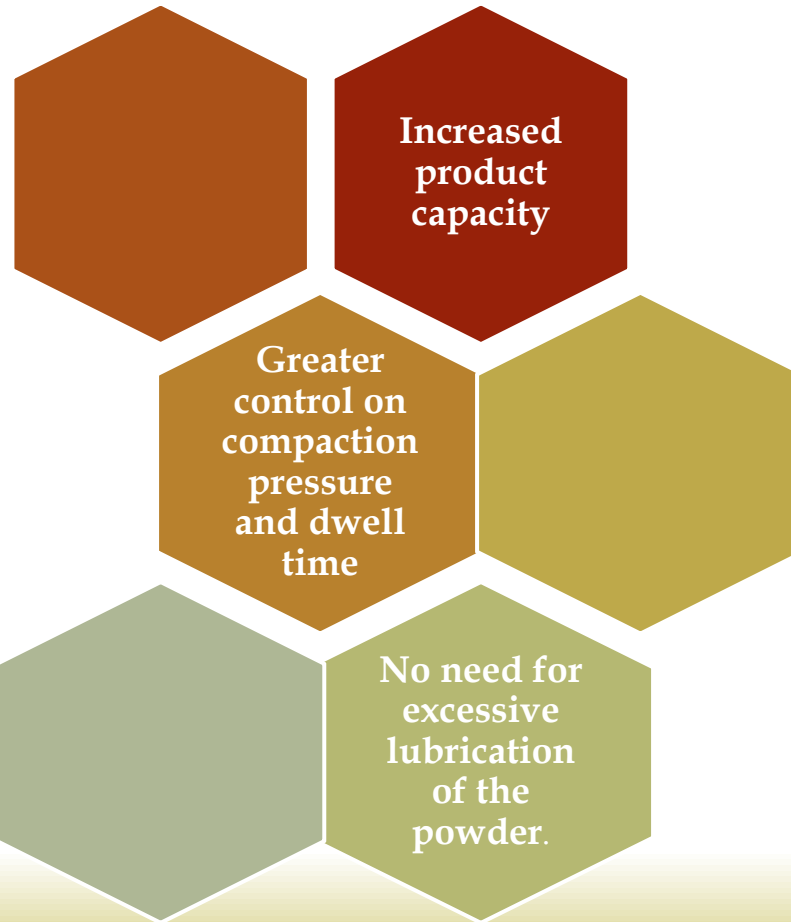 Increased
product
capacity
Greater
control on
compaction
pressure
and dwell
time
No need for
excessive
lubrication
of the
powder.